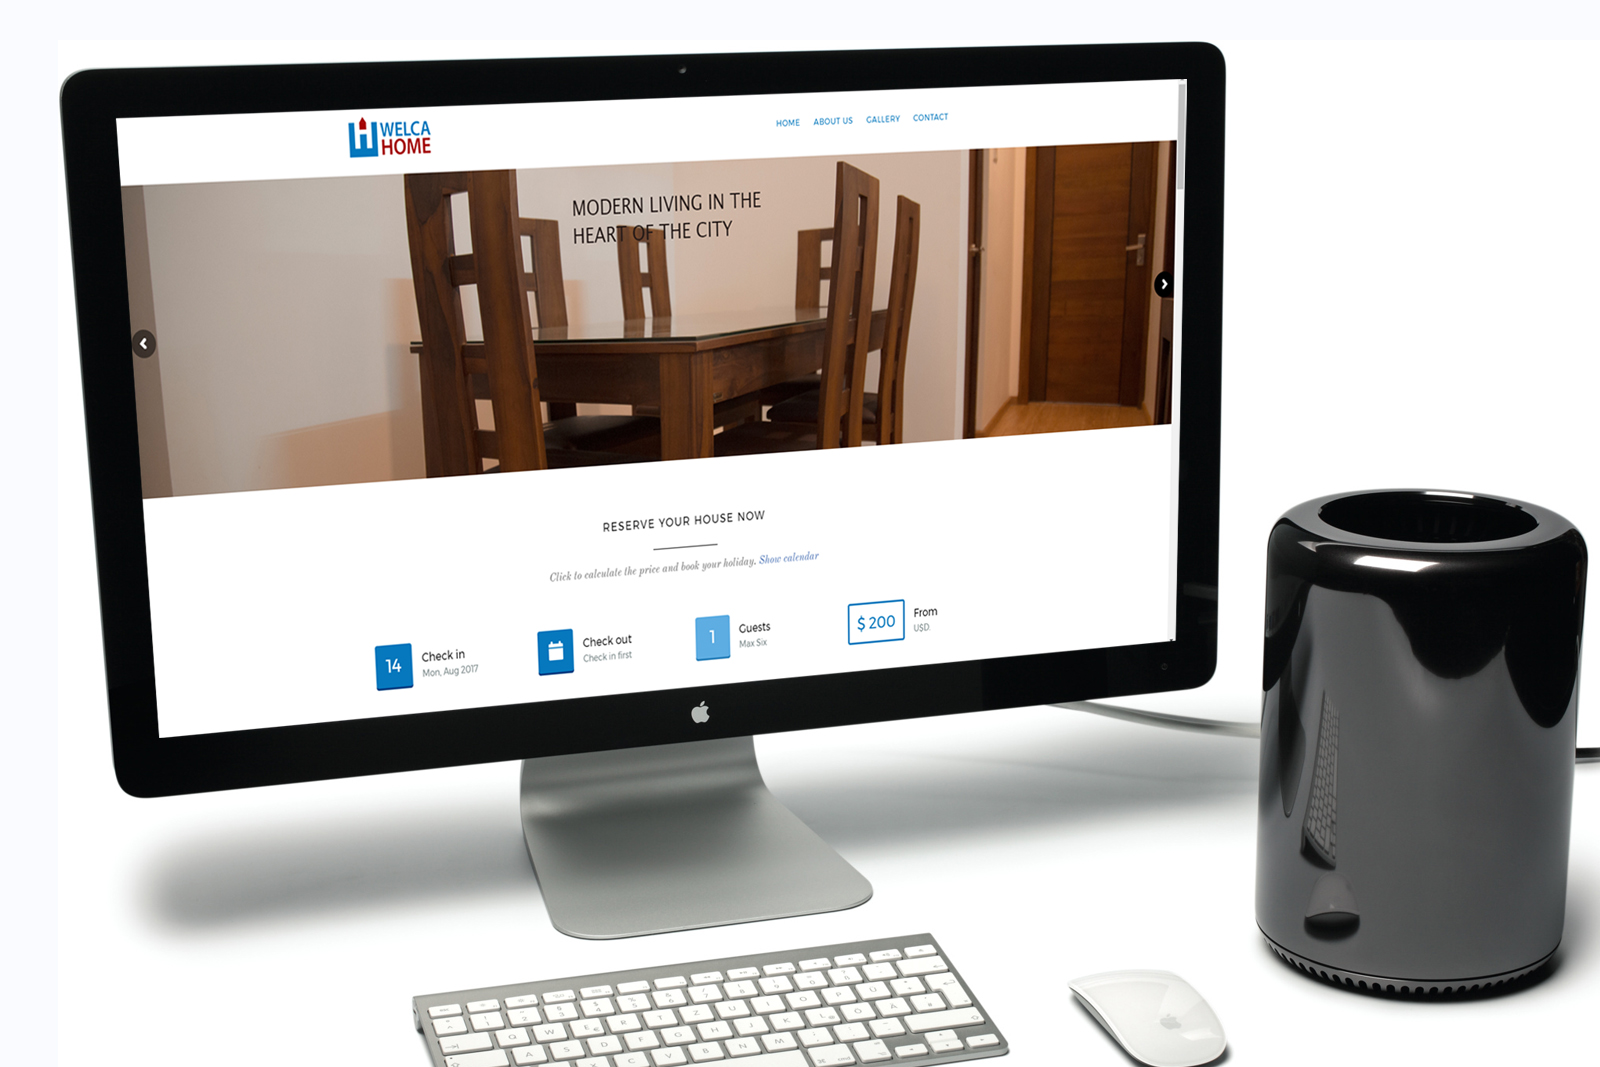 WELCA
HOME
HOME ABOUT US GALLERY CONTACT
MODERN LIVING IN THE
HEART OF THE CITY
RESERVE YOUR HOUSE NOW
Click to calculate the price and book your holiday. Show calendar
14
Check in
Mon, Aug 2017
Check out
Check in first
1
Guests
Max Six
$ 200
From
USD.